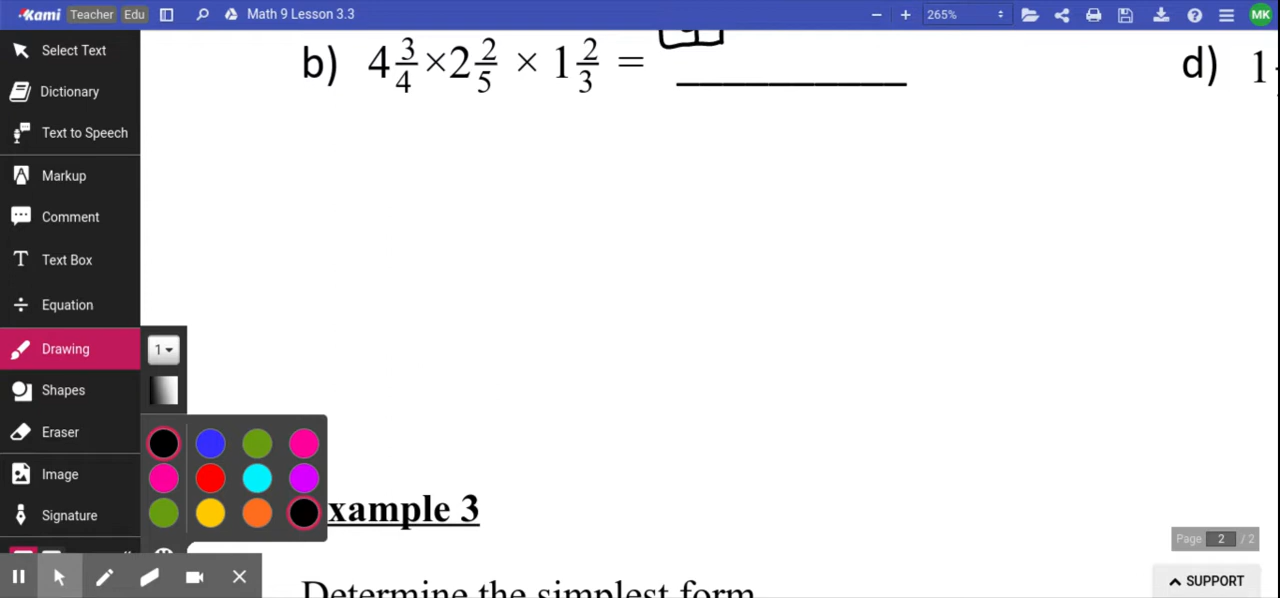 Kami Teacher Edu Math 9 Lesson 3.3 265% MK
Select Text
Dictionary
Text to Speech
Markup
Comment
Text Box
Equation
Drawing
1
Shapes
Eraser
Image
Signature
b) 4 3/4 × 2 2/5 × 1 2/3 = __________
d) 1
xample 3
Determine the simplest form
Page 2 / 2
SUPPORT